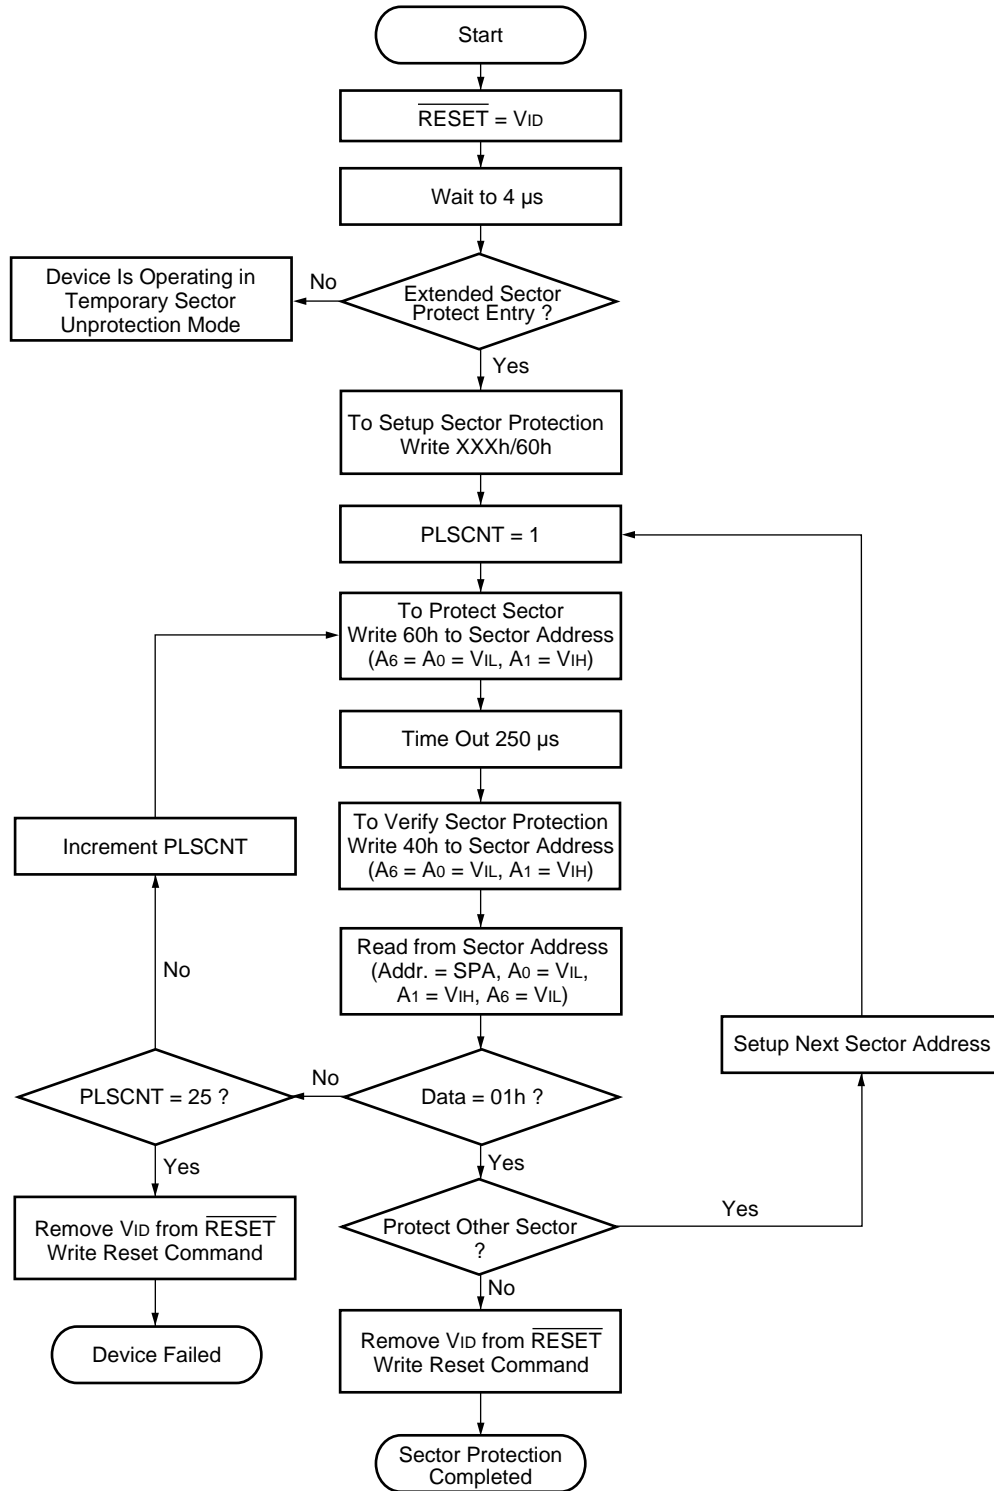 Start
RESET = VID
Wait to 4 µs
Device Is Operating in
Temporary Sector
Unprotection Mode
No
Extended Sector
Protect Entry ?
Yes
To Setup Sector Protection
Write XXXh/60h
PLSCNT = 1
To Protect Sector
Write 60h to Sector Address
(A6 = A0 = VIL, A1 = VIH)
Time Out 250 µs
To Verify Sector Protection
Write 40h to Sector Address
(A6 = A0 = VIL, A1 = VIH)
Increment PLSCNT
Read from Sector Address
(Addr. = SPA, A0 = VIL,
A1 = VIH, A6 = VIL)
No
Setup Next Sector Address
PLSCNT = 25 ?
No
Data = 01h ?
Yes
Yes
Protect Other Sector
?
Yes
Remove VID from RESET
Write Reset Command
No
Device Failed
Remove VID from RESET
Write Reset Command
Sector Protection
Completed